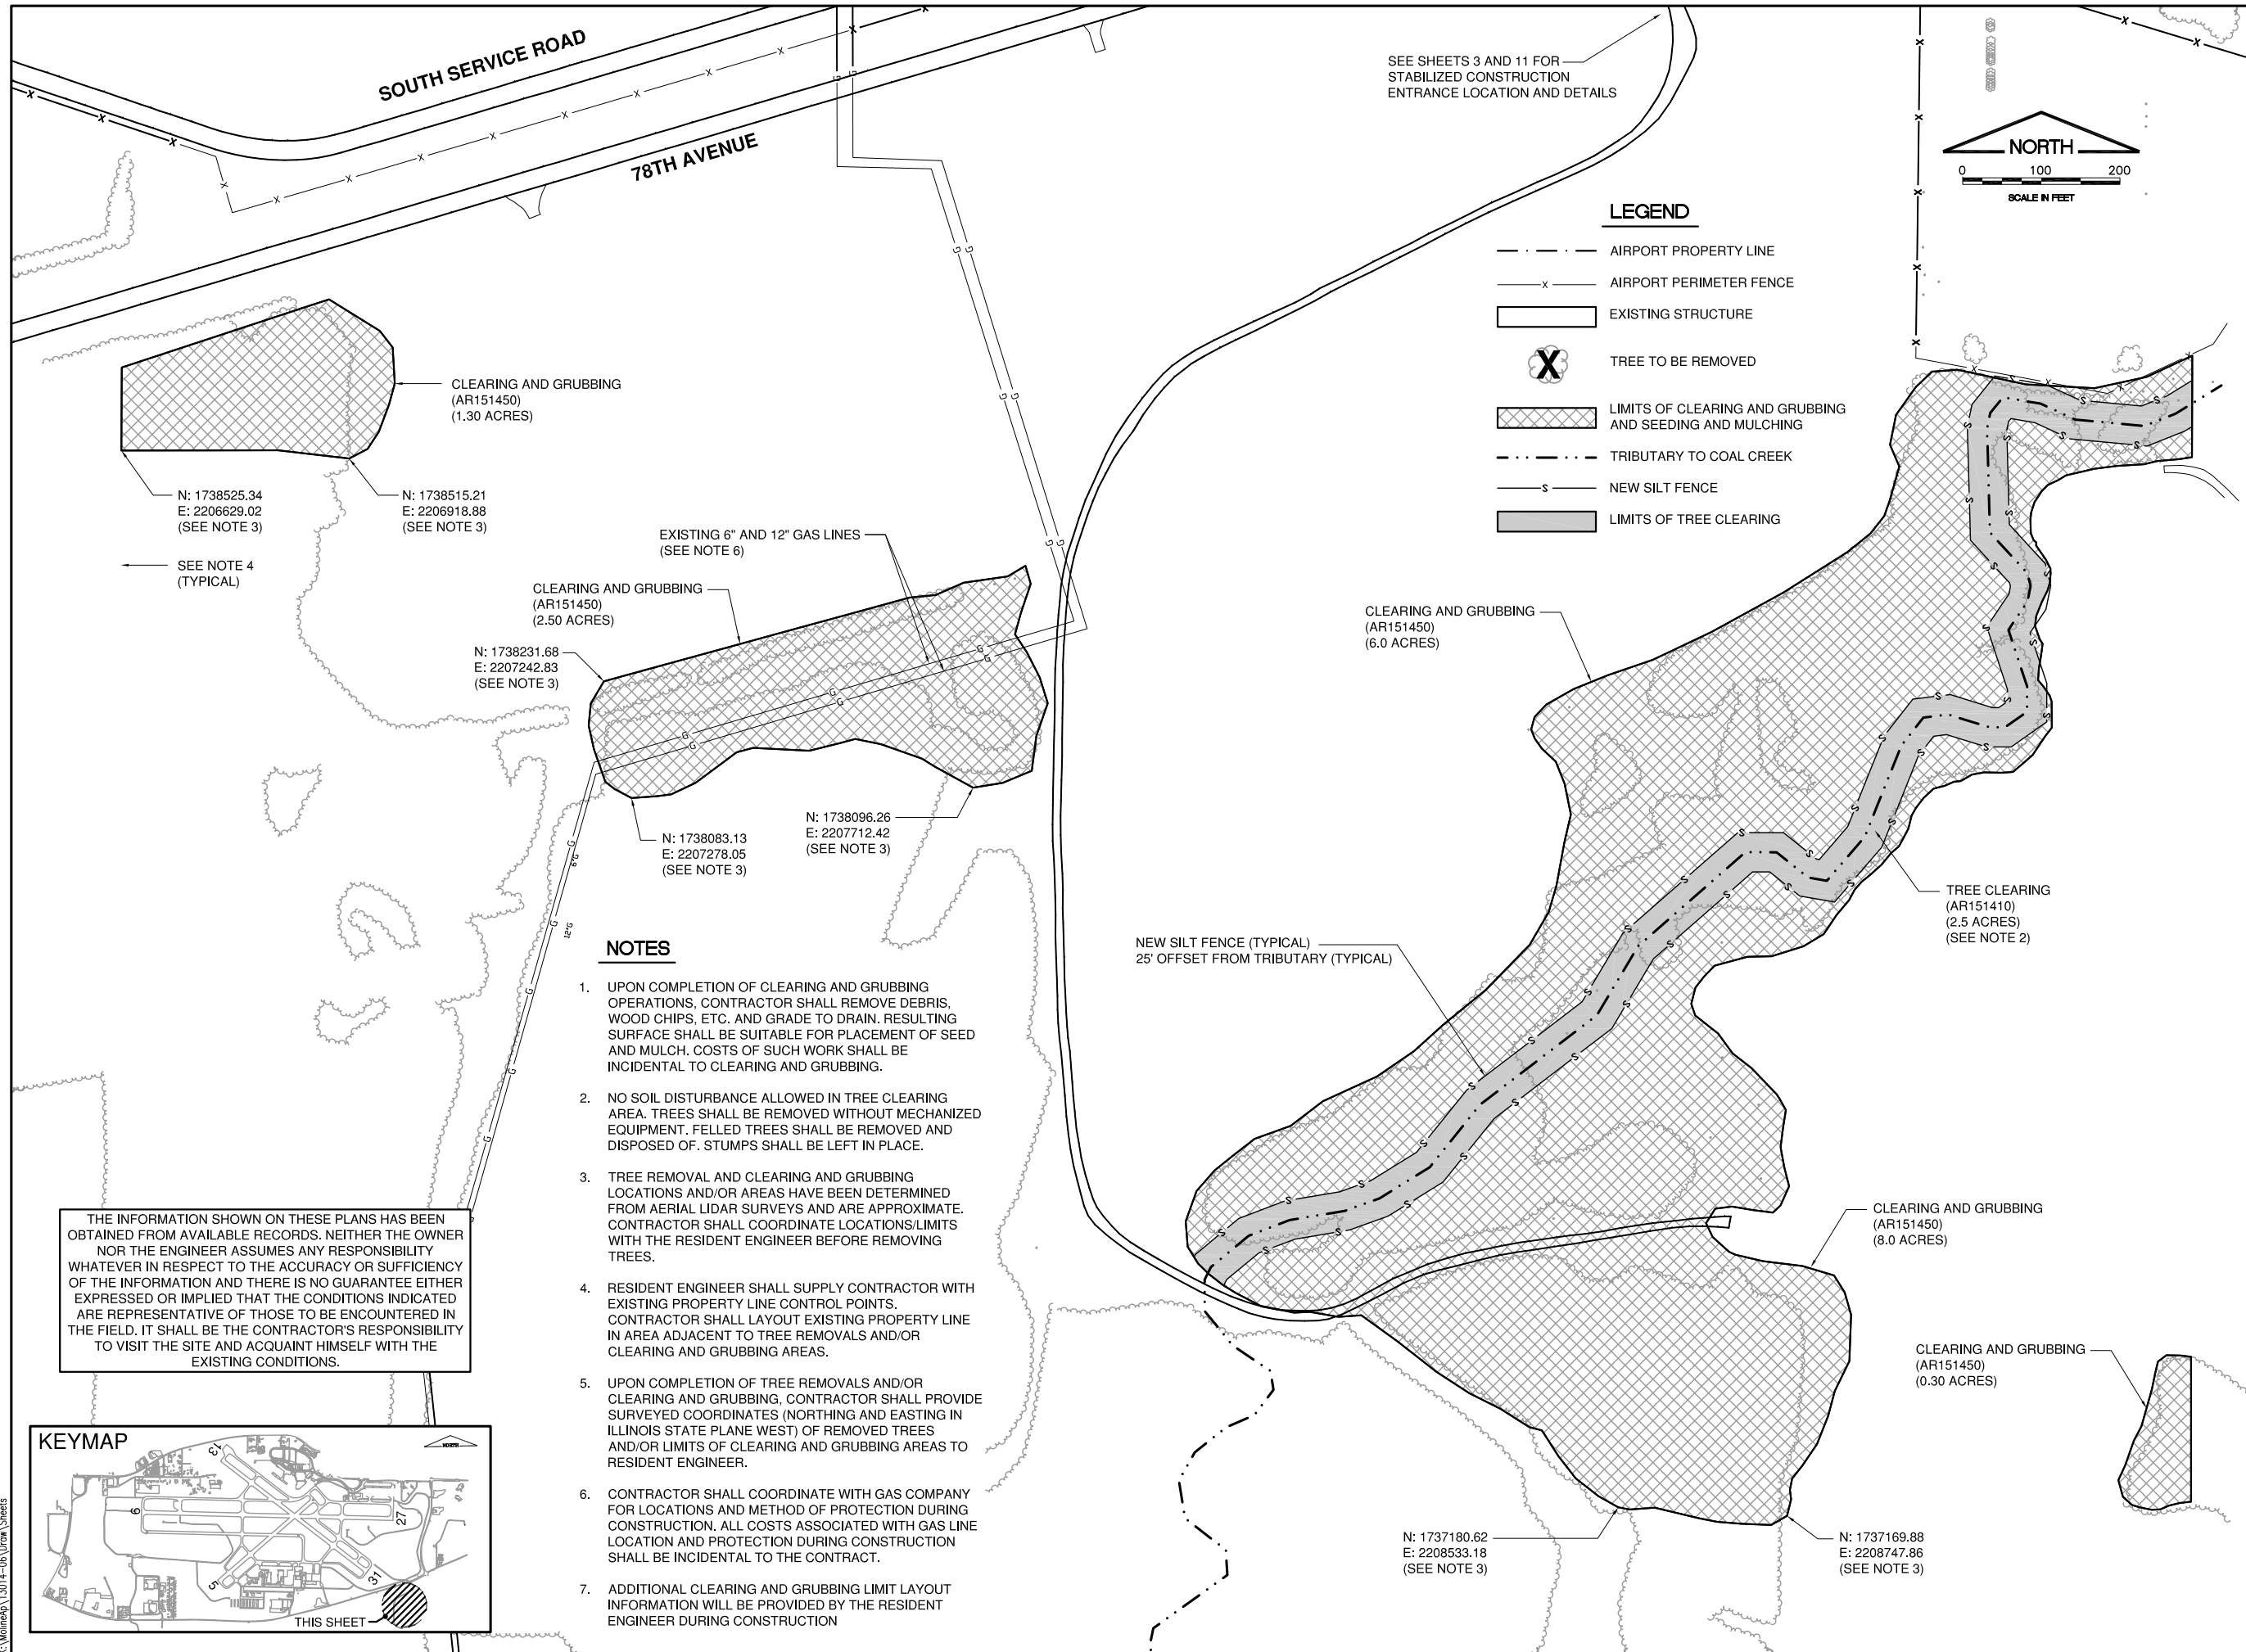 SOUTH SERVICE ROAD
78TH AVENUE
SEE SHEETS 3 AND 11 FOR
STABILIZED CONSTRUCTION
ENTRANCE LOCATION AND DETAILS
NORTH
0 100 200
SCALE IN FEET
LEGEND
AIRPORT PROPERTY LINE
AIRPORT PERIMETER FENCE
EXISTING STRUCTURE
X
TREE TO BE REMOVED
LIMITS OF CLEARING AND GRUBBING
AND SEEDING AND MULCHING
TRIBUTARY TO COAL CREEK
NEW SILT FENCE
LIMITS OF TREE CLEARING
CLEARING AND GRUBBING
(AR151450)
(1.30 ACRES)
N: 1738525.34
E: 2206629.02
(SEE NOTE 3)
N: 1738515.21
E: 2206918.88
(SEE NOTE 3)
SEE NOTE 4
(TYPICAL)
EXISTING 6" AND 12" GAS LINES
(SEE NOTE 6)
CLEARING AND GRUBBING
(AR151450)
(2.50 ACRES)
N: 1738231.68
E: 2207242.83
(SEE NOTE 3)
N: 1738083.13
E: 2207278.05
(SEE NOTE 3)
N: 1738096.26
E: 2207712.42
(SEE NOTE 3)
6"G
12"G
CLEARING AND GRUBBING
(AR151450)
(6.0 ACRES)
TREE CLEARING
(AR151410)
(2.5 ACRES)
(SEE NOTE 2)
NEW SILT FENCE (TYPICAL)
25' OFFSET FROM TRIBUTARY (TYPICAL)
CLEARING AND GRUBBING
(AR151450)
(8.0 ACRES)
CLEARING AND GRUBBING
(AR151450)
(0.30 ACRES)
N: 1737180.62
E: 2208533.18
(SEE NOTE 3)
N: 1737169.88
E: 2208747.86
(SEE NOTE 3)
NOTES
1. UPON COMPLETION OF CLEARING AND GRUBBING
OPERATIONS, CONTRACTOR SHALL REMOVE DEBRIS,
WOOD CHIPS, ETC. AND GRADE TO DRAIN. RESULTING
SURFACE SHALL BE SUITABLE FOR PLACEMENT OF SEED
AND MULCH. COSTS OF SUCH WORK SHALL BE
INCIDENTAL TO CLEARING AND GRUBBING.
2. NO SOIL DISTURBANCE ALLOWED IN TREE CLEARING
AREA. TREES SHALL BE REMOVED WITHOUT MECHANIZED
EQUIPMENT. FELLED TREES SHALL BE REMOVED AND
DISPOSED OF. STUMPS SHALL BE LEFT IN PLACE.
3. TREE REMOVAL AND CLEARING AND GRUBBING
LOCATIONS AND/OR AREAS HAVE BEEN DETERMINED
FROM AERIAL LIDAR SURVEYS AND ARE APPROXIMATE.
CONTRACTOR SHALL COORDINATE LOCATIONS/LIMITS
WITH THE RESIDENT ENGINEER BEFORE REMOVING
TREES.
4. RESIDENT ENGINEER SHALL SUPPLY CONTRACTOR WITH
EXISTING PROPERTY LINE CONTROL POINTS.
CONTRACTOR SHALL LAYOUT EXISTING PROPERTY LINE
IN AREA ADJACENT TO TREE REMOVALS AND/OR
CLEARING AND GRUBBING AREAS.
5. UPON COMPLETION OF TREE REMOVALS AND/OR
CLEARING AND GRUBBING, CONTRACTOR SHALL PROVIDE
SURVEYED COORDINATES (NORTHING AND EASTING IN
ILLINOIS STATE PLANE WEST) OF REMOVED TREES
AND/OR LIMITS OF CLEARING AND GRUBBING AREAS TO
RESIDENT ENGINEER.
6. CONTRACTOR SHALL COORDINATE WITH GAS COMPANY
FOR LOCATIONS AND METHOD OF PROTECTION DURING
CONSTRUCTION. ALL COSTS ASSOCIATED WITH GAS LINE
LOCATION AND PROTECTION DURING CONSTRUCTION
SHALL BE INCIDENTAL TO THE CONTRACT.
7. ADDITIONAL CLEARING AND GRUBBING LIMIT LAYOUT
INFORMATION WILL BE PROVIDED BY THE RESIDENT
ENGINEER DURING CONSTRUCTION
THE INFORMATION SHOWN ON THESE PLANS HAS BEEN
OBTAINED FROM AVAILABLE RECORDS. NEITHER THE OWNER
NOR THE ENGINEER ASSUMES ANY RESPONSIBILITY
WHATEVER IN RESPECT TO THE ACCURACY OR SUFFICIENCY
OF THE INFORMATION AND THERE IS NO GUARANTEE EITHER
EXPRESSED OR IMPLIED THAT THE CONDITIONS INDICATED
ARE REPRESENTATIVE OF THOSE TO BE ENCOUNTERED IN
THE FIELD. IT SHALL BE THE CONTRACTOR'S RESPONSIBILITY
TO VISIT THE SITE AND ACQUAINT HIMSELF WITH THE
EXISTING CONDITIONS.
KEYMAP
NORTH
13
9
27
5
31
THIS SHEET